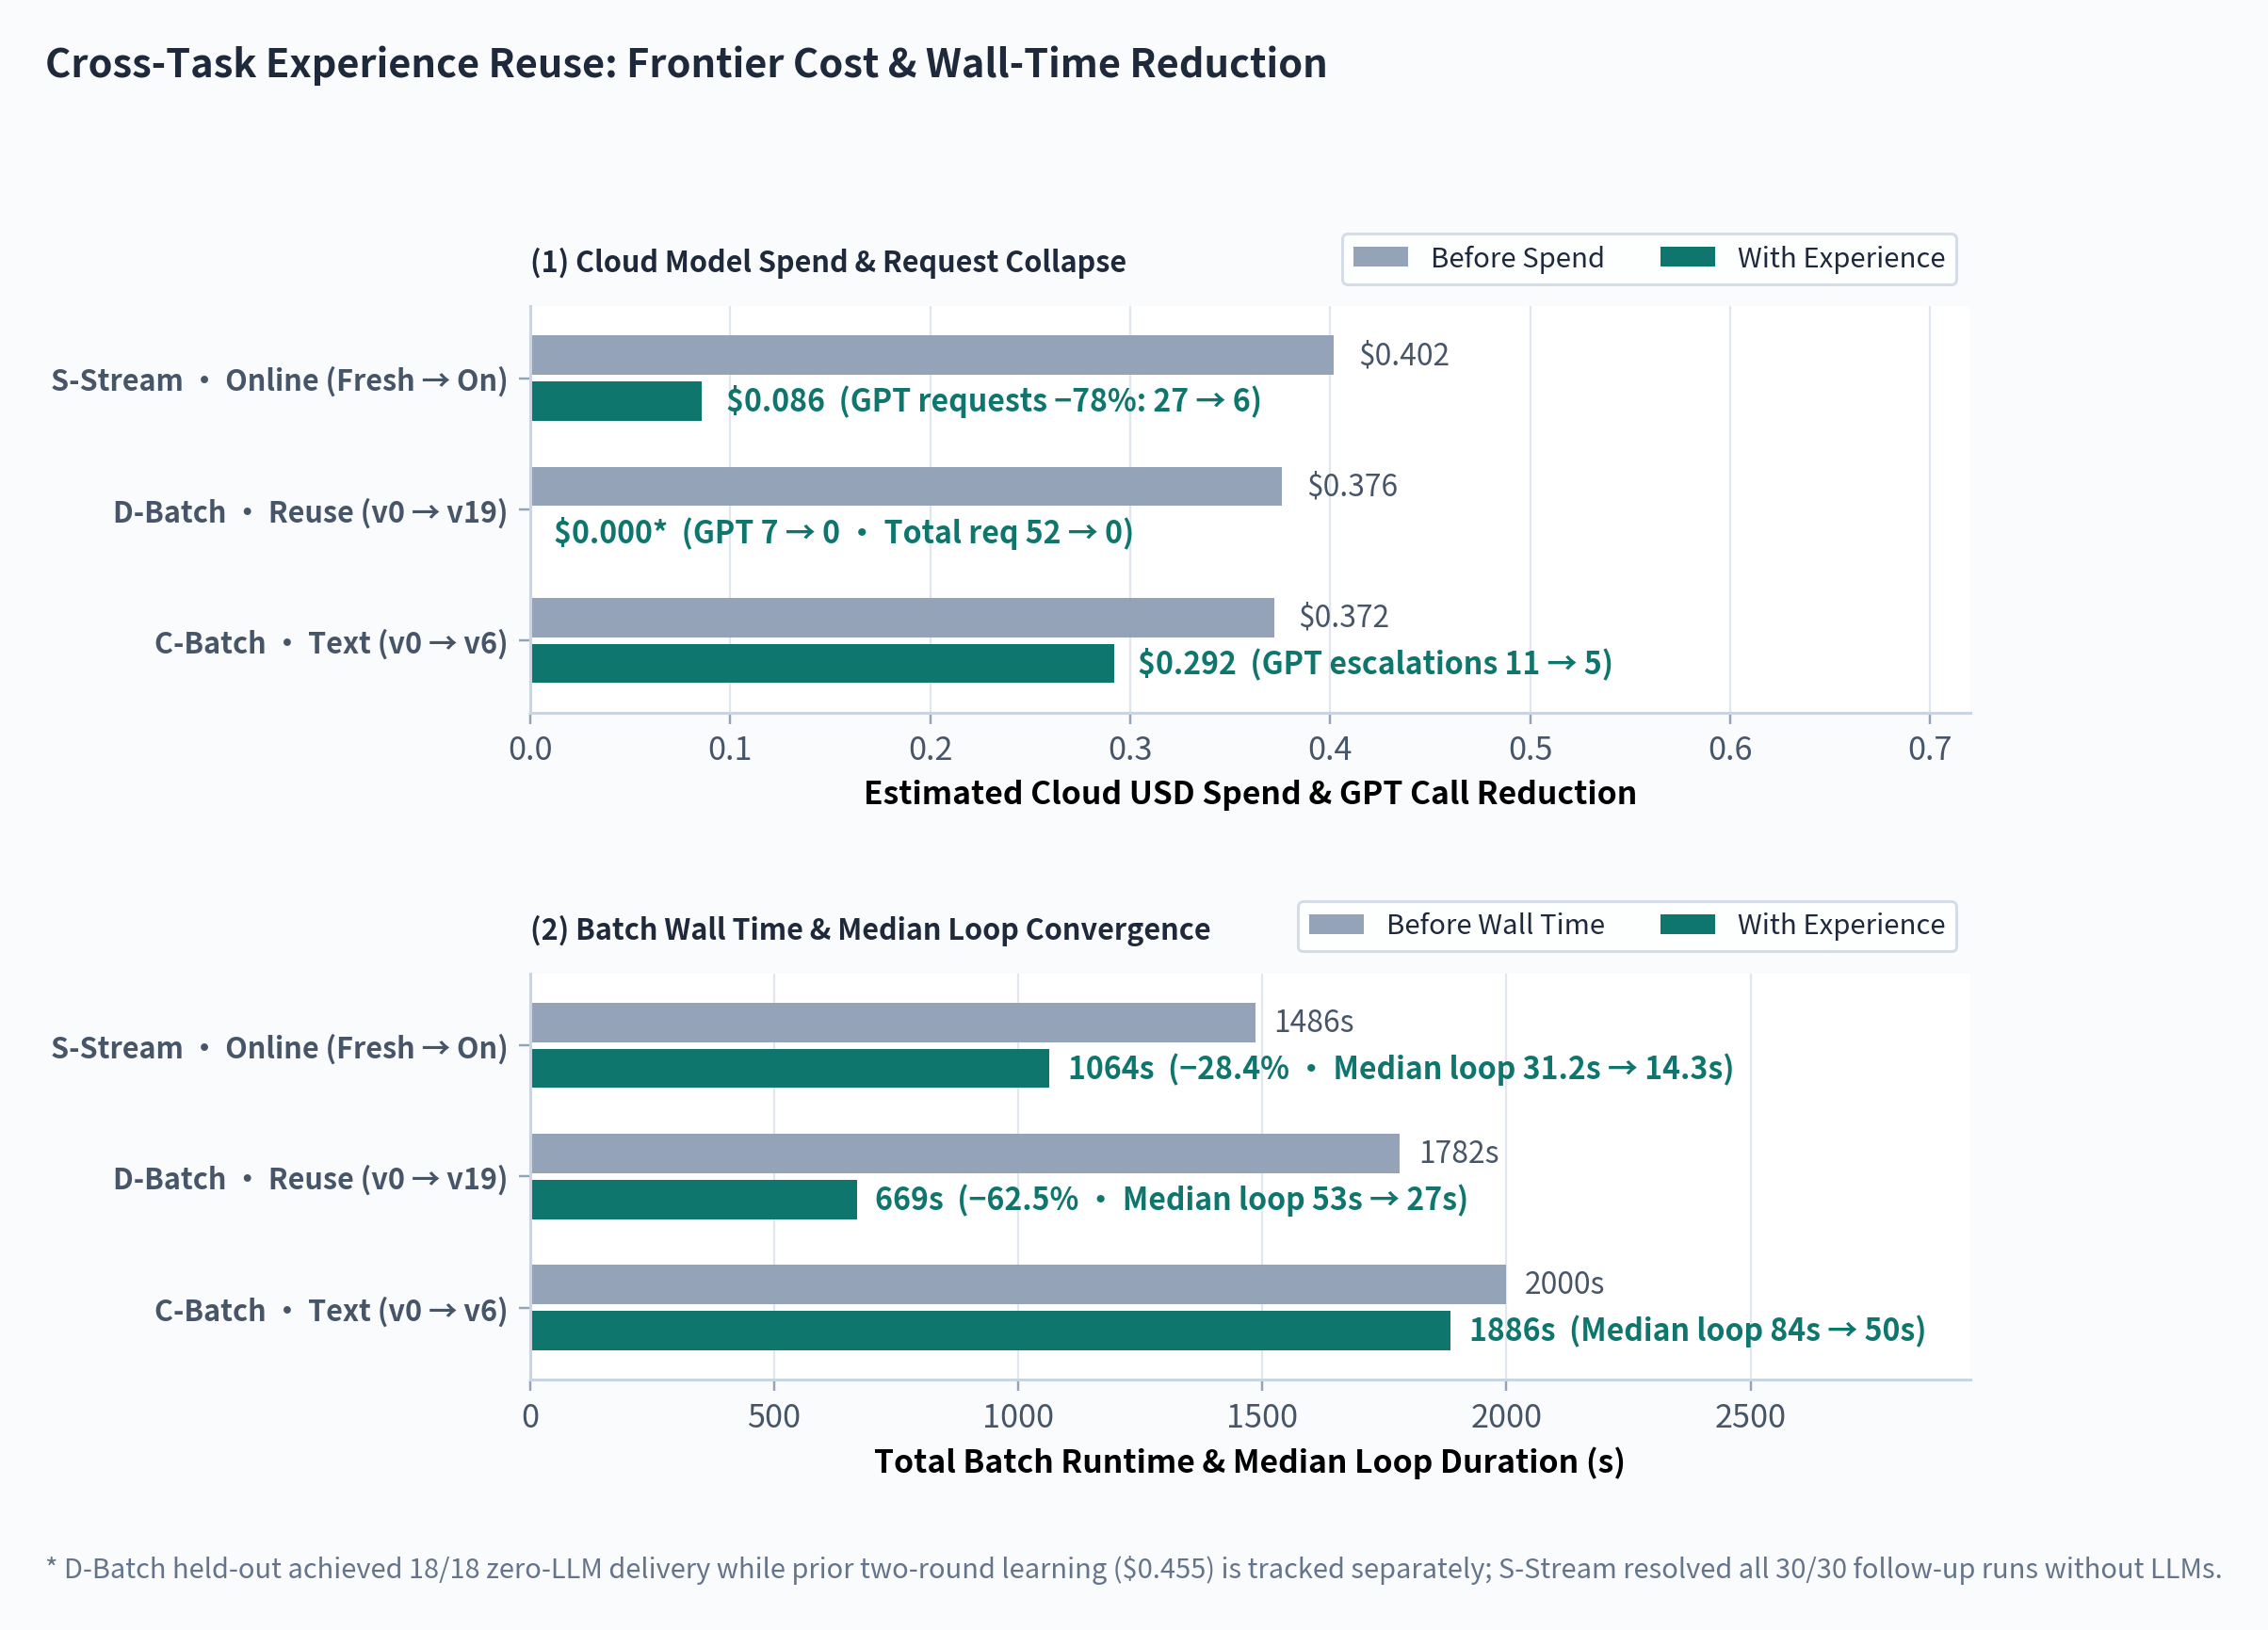 Cross-Task Experience Reuse: Frontier Cost & Wall-Time Reduction
(1) Cloud Model Spend & Request Collapse
Before Spend
With Experience
S-Stream • Online (Fresh → On)
$0.402
$0.086 (GPT requests −78%: 27 → 6)
D-Batch • Reuse (v0 → v19)
$0.376
$0.000* (GPT 7 → 0 • Total req 52 → 0)
C-Batch • Text (v0 → v6)
$0.372
$0.292 (GPT escalations 11 → 5)
0.0 0.1 0.2 0.3 0.4 0.5 0.6 0.7
Estimated Cloud USD Spend & GPT Call Reduction
(2) Batch Wall Time & Median Loop Convergence
Before Wall Time
With Experience
S-Stream • Online (Fresh → On)
1486s
1064s (−28.4% • Median loop 31.2s → 14.3s)
D-Batch • Reuse (v0 → v19)
1782s
669s (−62.5% • Median loop 53s → 27s)
C-Batch • Text (v0 → v6)
2000s
1886s (Median loop 84s → 50s)
0 500 1000 1500 2000 2500
Total Batch Runtime & Median Loop Duration (s)
* D-Batch held-out achieved 18/18 zero-LLM delivery while prior two-round learning ($0.455) is tracked separately; S-Stream resolved all 30/30 follow-up runs without LLMs.